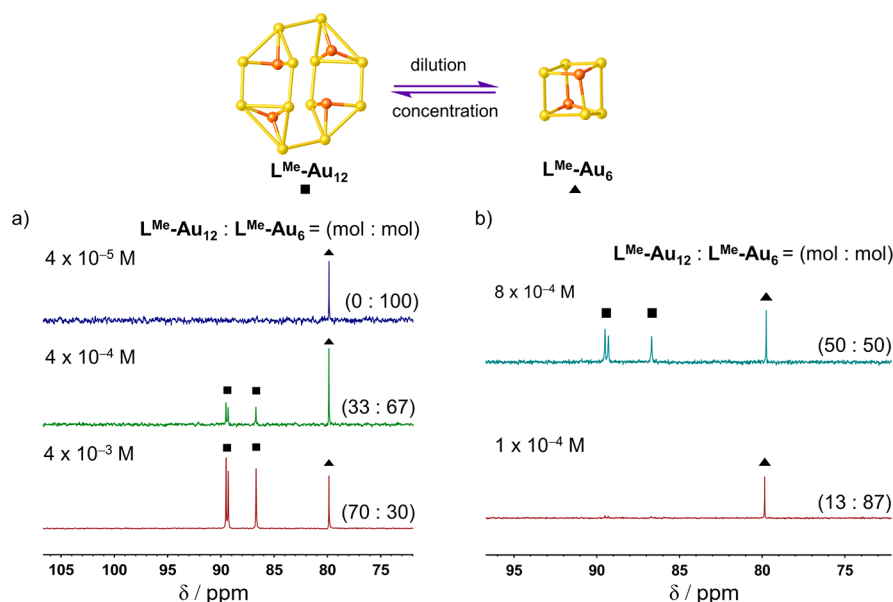 dilution
concentration
L^Me-Au₁₂
L^Me-Au₆
a)
L^Me-Au₁₂ : L^Me-Au₆ = (mol : mol)
4 x 10⁻⁵ M
(0 : 100)
4 x 10⁻⁴ M
(33 : 67)
4 x 10⁻³ M
(70 : 30)
105 100 95 90 85 80 75
δ / ppm
b)
L^Me-Au₁₂ : L^Me-Au₆ = (mol : mol)
8 x 10⁻⁴ M
(50 : 50)
1 x 10⁻⁴ M
(13 : 87)
95 90 85 80 75
δ / ppm